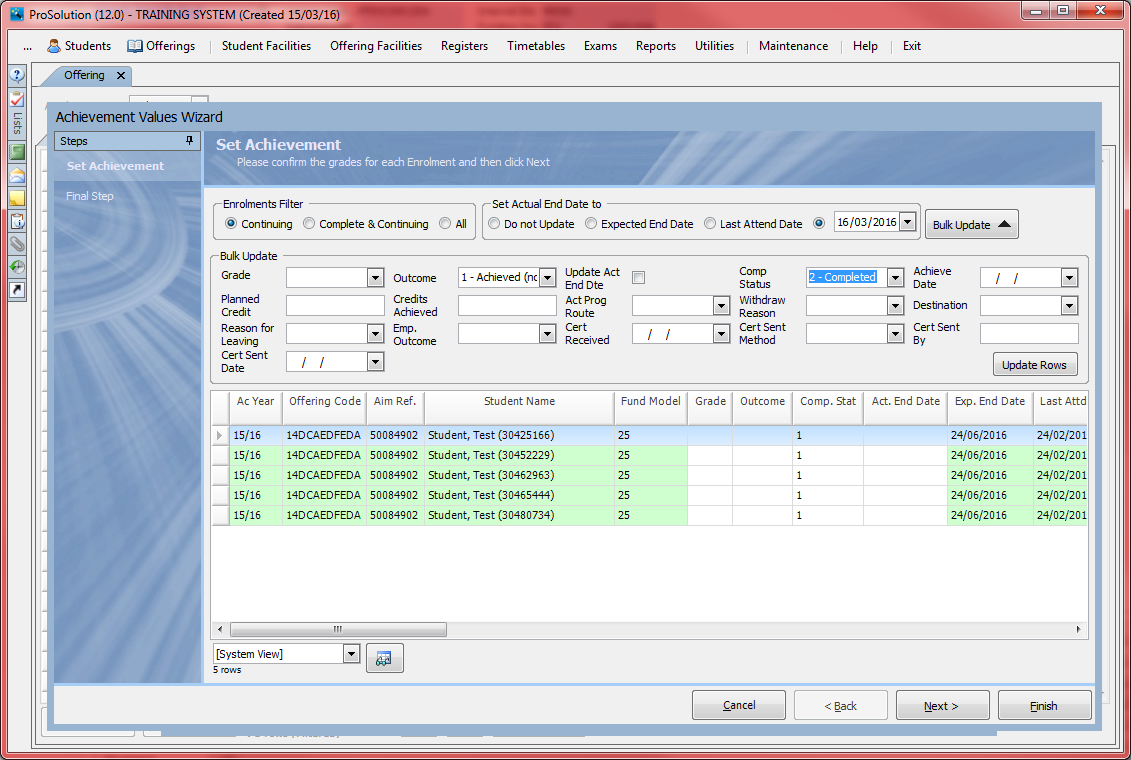 ProSolution (12.0) - TRAINING SYSTEM (Created 15/03/16)
... Students Offerings Student Facilities Offering Facilities Registers Timetables Exams Reports Utilities Maintenance Help Exit
Offering
Lists
Achievement Values Wizard
Steps
Set Achievement
Final Step
Set Achievement
Please confirm the grades for each Enrolment and then click Next
Enrolments Filter
Continuing Complete & Continuing All
Set Actual End Date to
Do not Update Expected End Date Last Attend Date 16/03/2016
Bulk Update
Bulk Update
Grade Outcome 1 - Achieved (nc Update Act End Dte Comp Status 2 - Completed Achieve Date / /
Planned Credit Credits Achieved Act Prog Route Withdraw Reason Destination
Reason for Leaving Emp. Outcome Cert Received / / Cert Sent Method Cert Sent By
Cert Sent Date / /
Update Rows
Ac Year Offering Code Aim Ref. Student Name Fund Model Grade Outcome Comp. Stat Act. End Date Exp. End Date Last Attd
15/16 14DCAEDFEDA 50084902 Student, Test (30425166) 25 1 24/06/2016 24/02/201
15/16 14DCAEDFEDA 50084902 Student, Test (30452229) 25 1 24/06/2016 24/02/201
15/16 14DCAEDFEDA 50084902 Student, Test (30462963) 25 1 24/06/2016 24/02/201
15/16 14DCAEDFEDA 50084902 Student, Test (30465444) 25 1 24/06/2016 24/02/201
15/16 14DCAEDFEDA 50084902 Student, Test (30480734) 25 1 24/06/2016 24/02/201
[System View]
5 rows
Cancel < Back Next > Finish